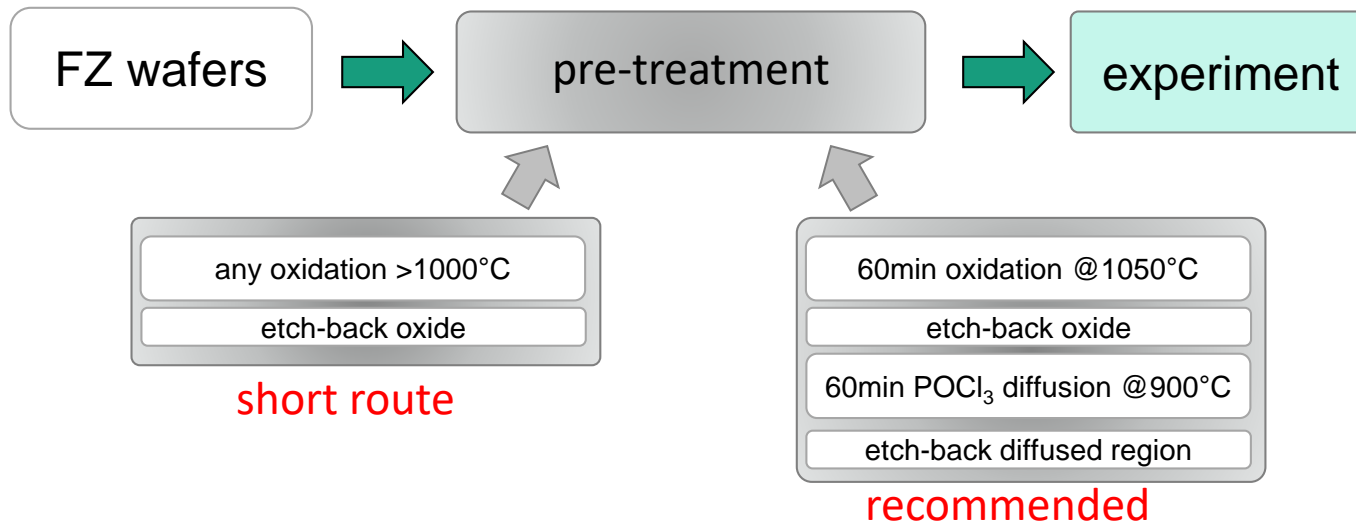 FZ wafers
pre-treatment
experiment
any oxidation >1000°C
etch-back oxide
short route
60min oxidation @1050°C
etch-back oxide
60min POCl₃ diffusion @900°C
etch-back diffused region
recommended